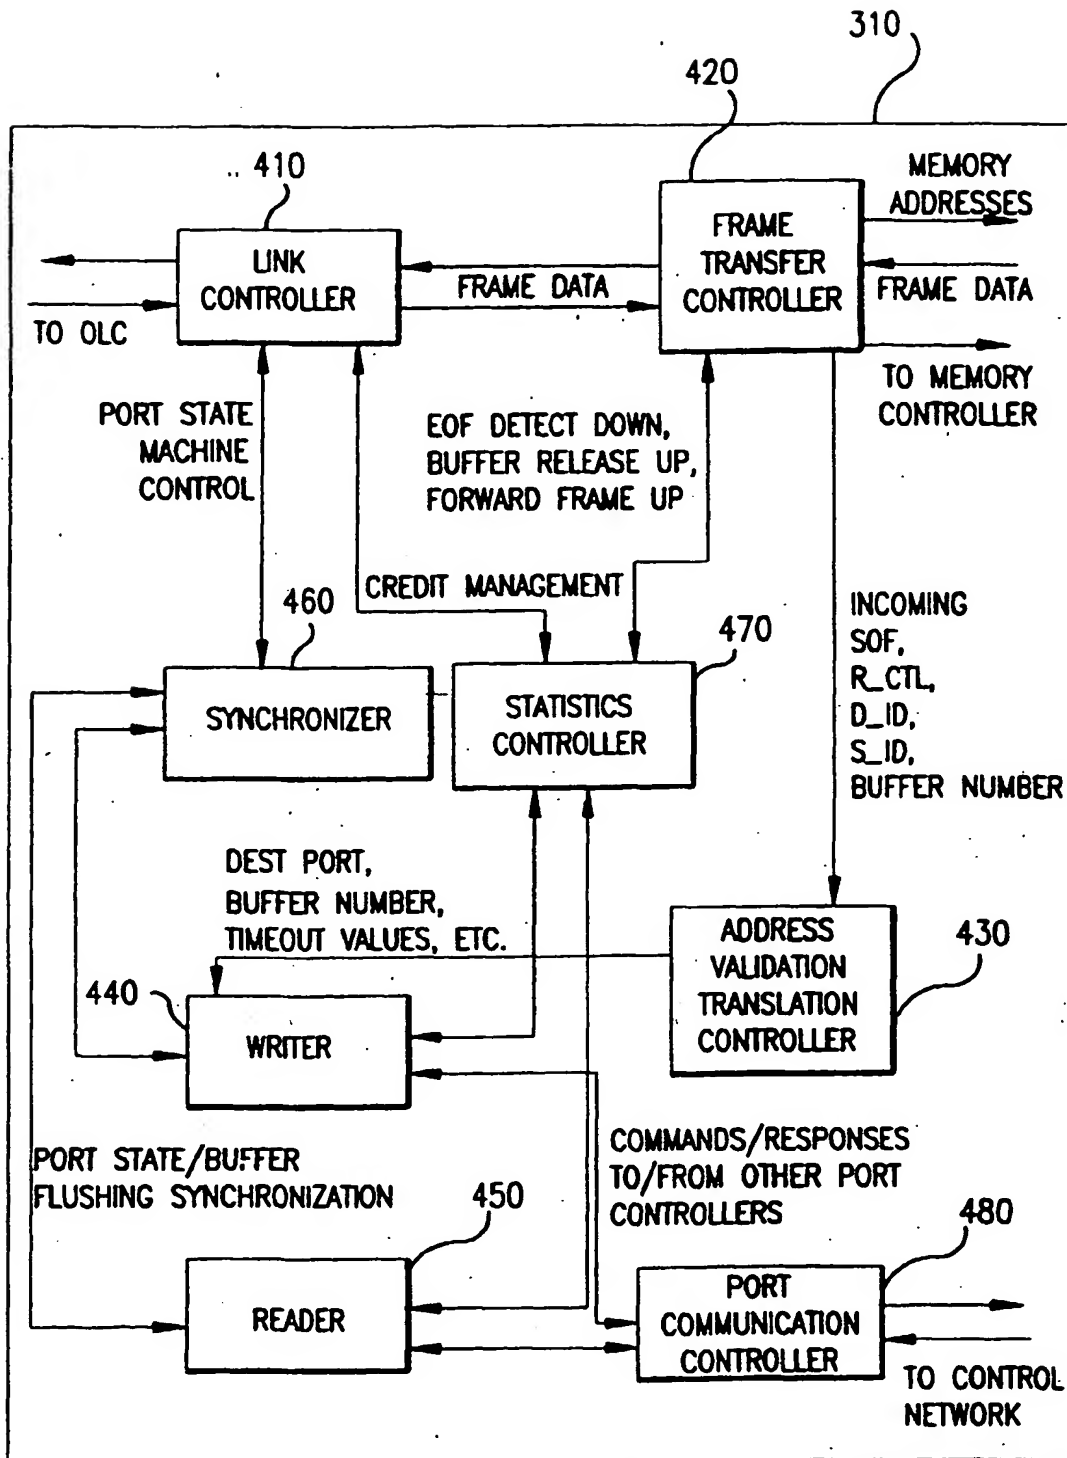 310
420
410
MEMORY
ADDRESSES
LINK
CONTROLLER
FRAME
TRANSFER
CONTROLLER
FRAME DATA
FRAME DATA
TO OLC
TO MEMORY
CONTROLLER
PORT STATE
MACHINE
CONTROL
EOF DETECT DOWN,
BUFFER RELEASE UP,
FORWARD FRAME UP
CREDIT MANAGEMENT
460
470
INCOMING
SOF,
R_CTL,
D_ID,
S_ID,
BUFFER NUMBER
SYNCHRONIZER
STATISTICS
CONTROLLER
DEST PORT,
BUFFER NUMBER,
TIMEOUT VALUES, ETC.
ADDRESS
VALIDATION
TRANSLATION
CONTROLLER
430
440
WRITER
PORT STATE/BUFFER
FLUSHING SYNCHRONIZATION
COMMANDS/RESPONSES
TO/FROM OTHER PORT
CONTROLLERS
450
480
READER
PORT
COMMUNICATION
CONTROLLER
TO CONTROL
NETWORK